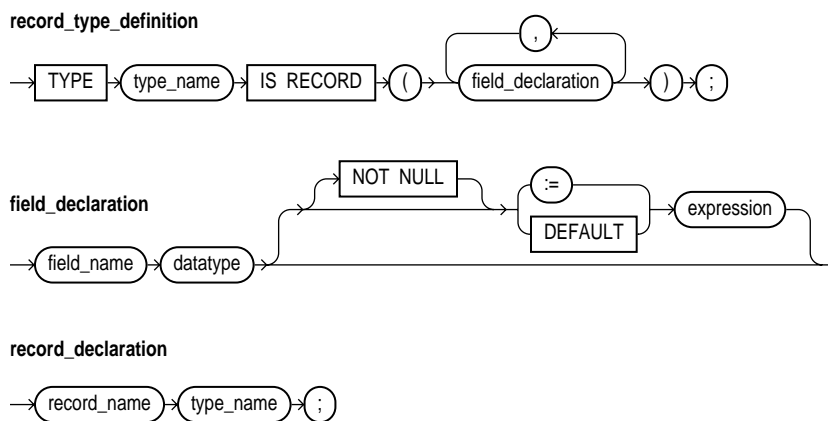 record_type_definition
,
TYPE type_name IS RECORD ( field_declaration ) ;
NOT NULL :=
field_declaration expression
DEFAULT
field_name datatype
record_declaration
record_name type_name ;